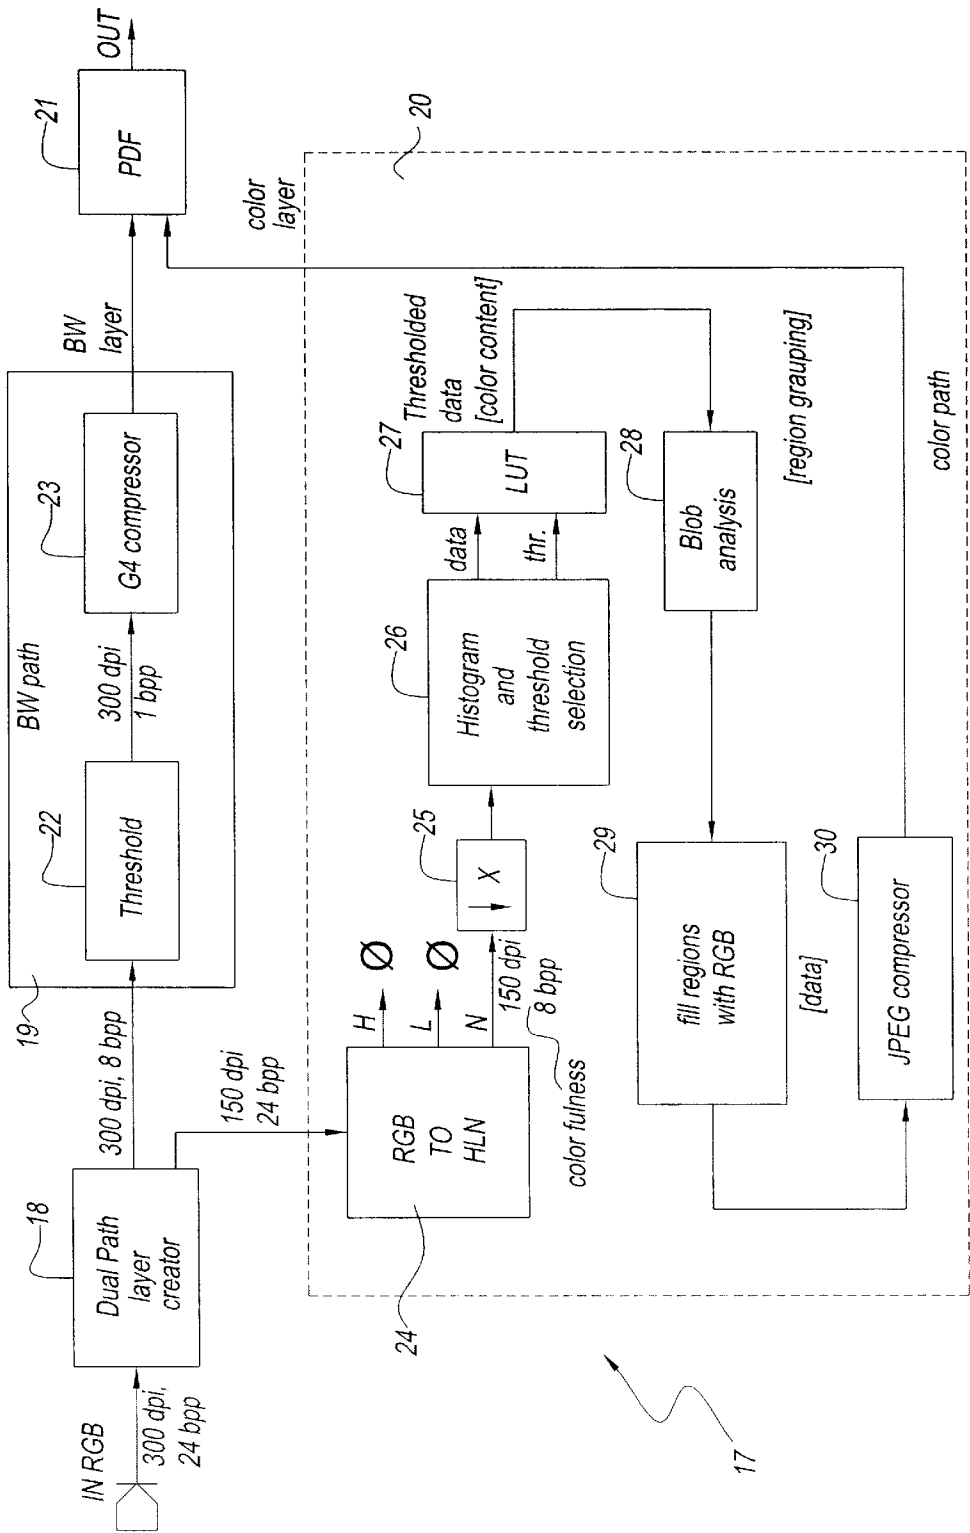 IN RGB
300 dpi,
24 bpp
18
Dual Path
layer
creator
300 dpi, 8 bpp
150 dpi
24 bpp
19
BW path
22
Threshold
300 dpi
1 bpp
23
G4 compressor
BW
layer
21
PDF
OUT
color
layer
20
24
RGB
TO
HLN
H
Ø
L
Ø
N
150 dpi
8 bpp
color fulness
25
X
26
Histogram
and
threshold
selection
data
thr.
27
LUT
Thresholded
data
[color content]
28
Blob
analysis
[region grauping]
29
fill regions
with RGB
[data]
30
JPEG compressor
color path
17